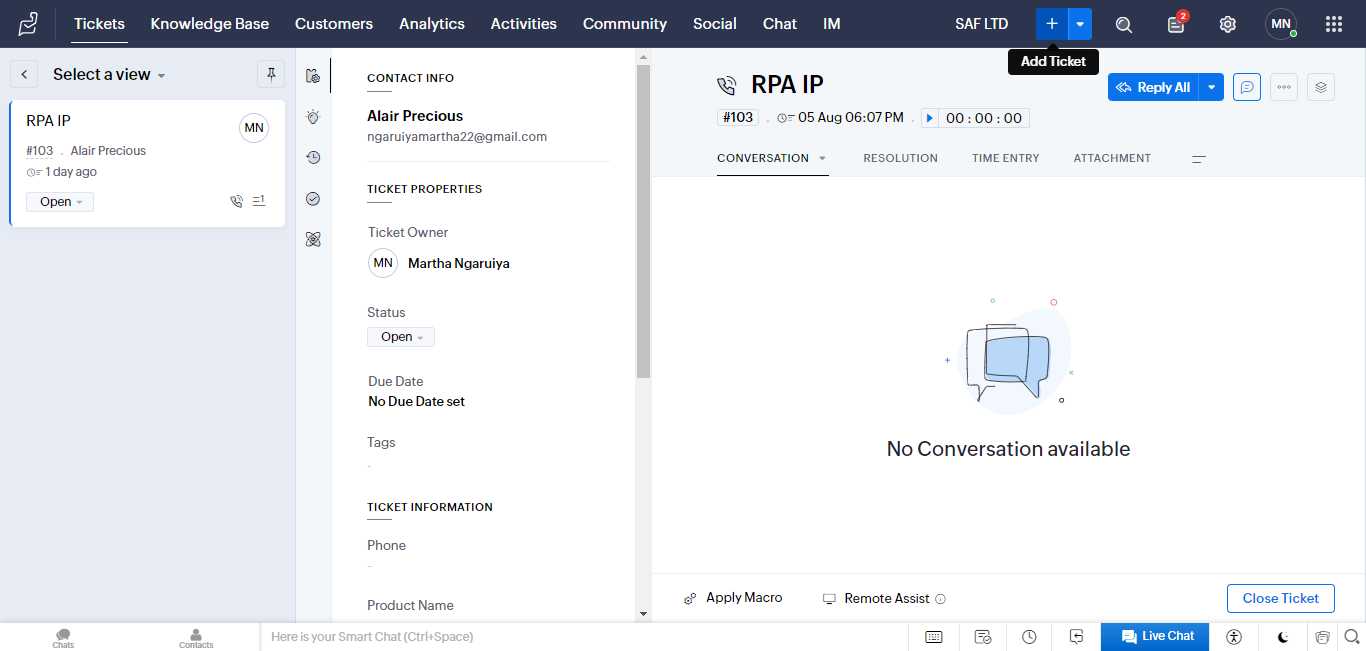 Tickets Knowledge Base Customers Analytics Activities Community Social Chat IM SAF LTD 2 MN
Add Ticket
Select a view
RPA IP
MN
#103 . Alair Precious
1 day ago
Open
1
CONTACT INFO
Alair Precious
ngaruiyamartha22@gmail.com
TICKET PROPERTIES
Ticket Owner
MN Martha Ngaruiya
Status
Open
Due Date
No Due Date set
Tags
-
TICKET INFORMATION
Phone
-
Product Name
RPA IP
Reply All
#103 . 05 Aug 06:07 PM . 00 : 00 : 00
CONVERSATION RESOLUTION TIME ENTRY ATTACHMENT
No Conversation available
Apply Macro Remote Assist Close Ticket
Chats Contacts Here is your Smart Chat (Ctrl+Space) Live Chat